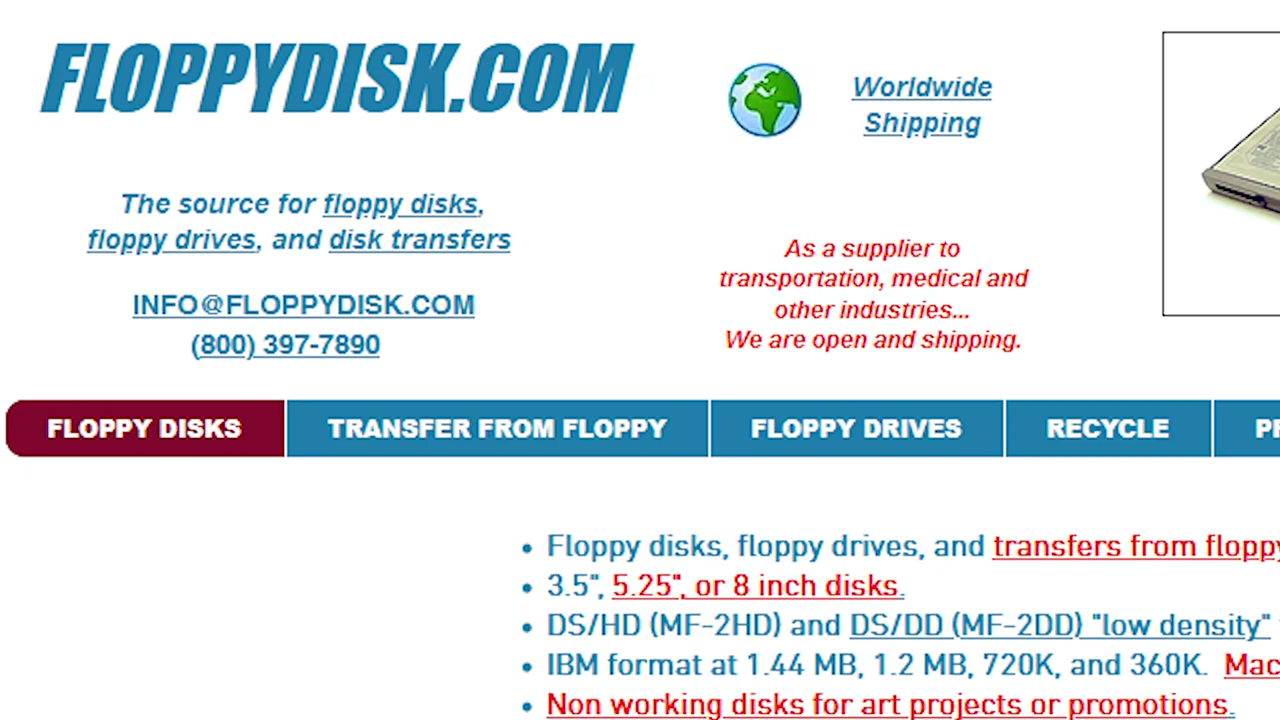 FLOPPYDISK.COM
Worldwide
Shipping
The source for floppy disks,
floppy drives, and disk transfers
INFO@FLOPPYDISK.COM
(800) 397-7890
As a supplier to
transportation, medical and
other industries...
We are open and shipping.
FLOPPY DISKS TRANSFER FROM FLOPPY FLOPPY DRIVES RECYCLE
• Floppy disks, floppy drives, and transfers from floppy
• 3.5", 5.25", or 8 inch disks.
• DS/HD (MF-2HD) and DS/DD (MF-2DD) "low density"
• IBM format at 1.44 MB, 1.2 MB, 720K, and 360K. Mac
• Non working disks for art projects or promotions.